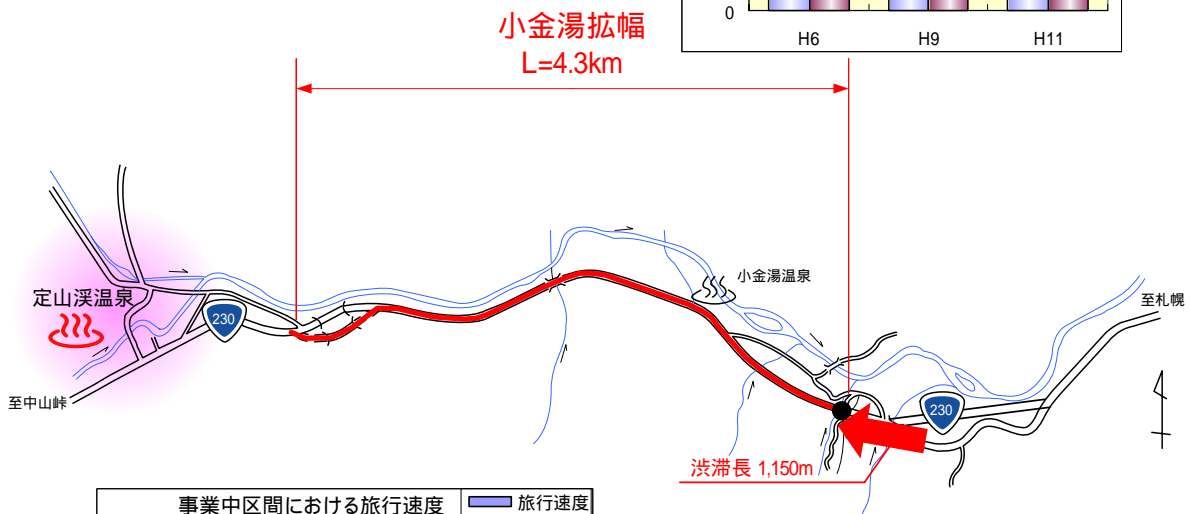 0
H6 H9 H11
小金湯拡幅
L=4.3km
小金湯温泉
至札幌
定山渓温泉
230
至中山峠
230
渋滞長 1,150m
事業中区間における旅行速度
旅行速度